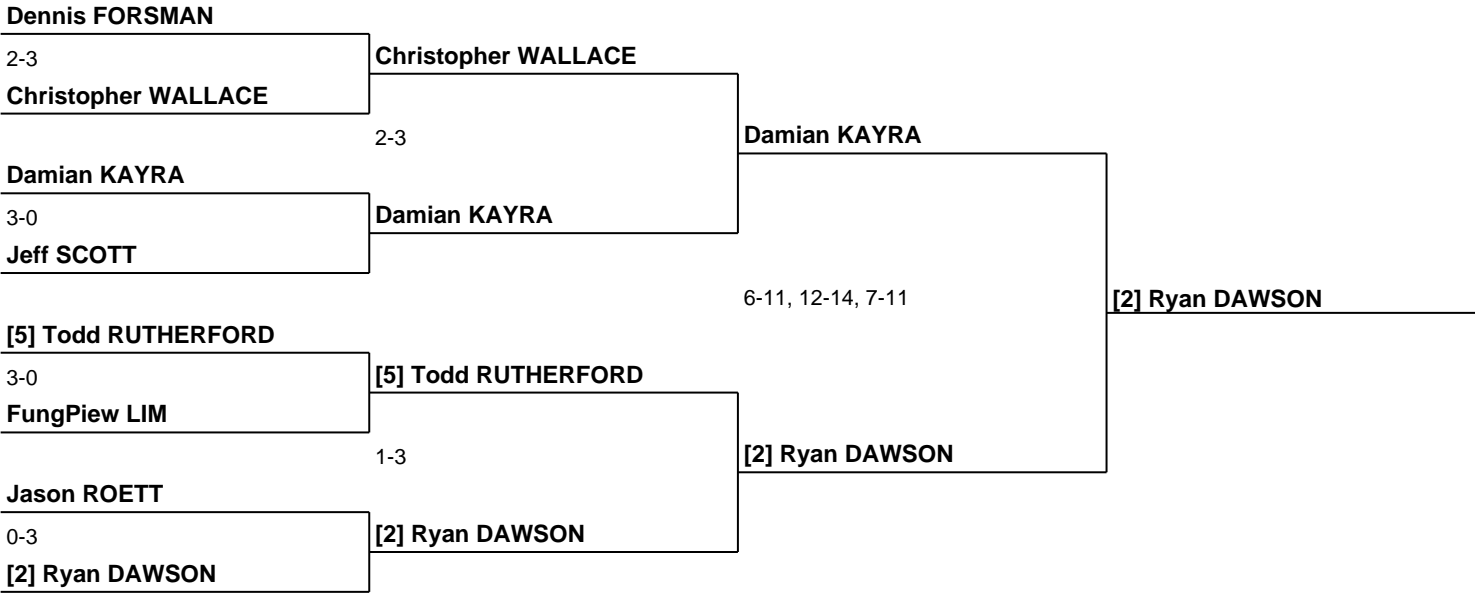 Dennis FORSMAN
2-3
Christopher WALLACE
Christopher WALLACE
2-3
Damian KAYRA
Damian KAYRA
3-0
Damian KAYRA
Jeff SCOTT
6-11, 12-14, 7-11
[2] Ryan DAWSON
[5] Todd RUTHERFORD
3-0
[5] Todd RUTHERFORD
FungPiew LIM
1-3
[2] Ryan DAWSON
Jason ROETT
0-3
[2] Ryan DAWSON
[2] Ryan DAWSON